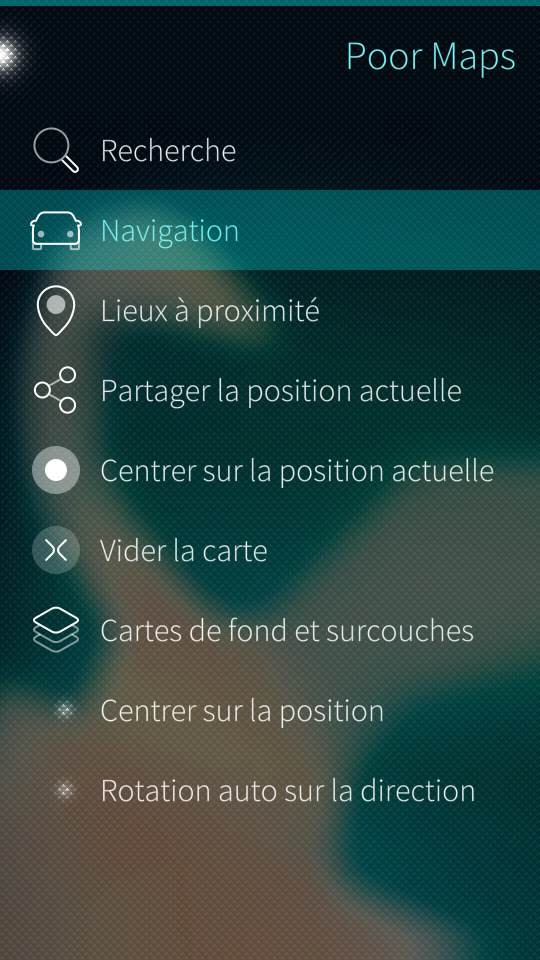 Poor Maps
Recherche
Navigation
Lieux à proximité
Partager la position actuelle
Centrer sur la position actuelle
Vider la carte
Cartes de fond et surcouches
Centrer sur la position
Rotation auto sur la direction